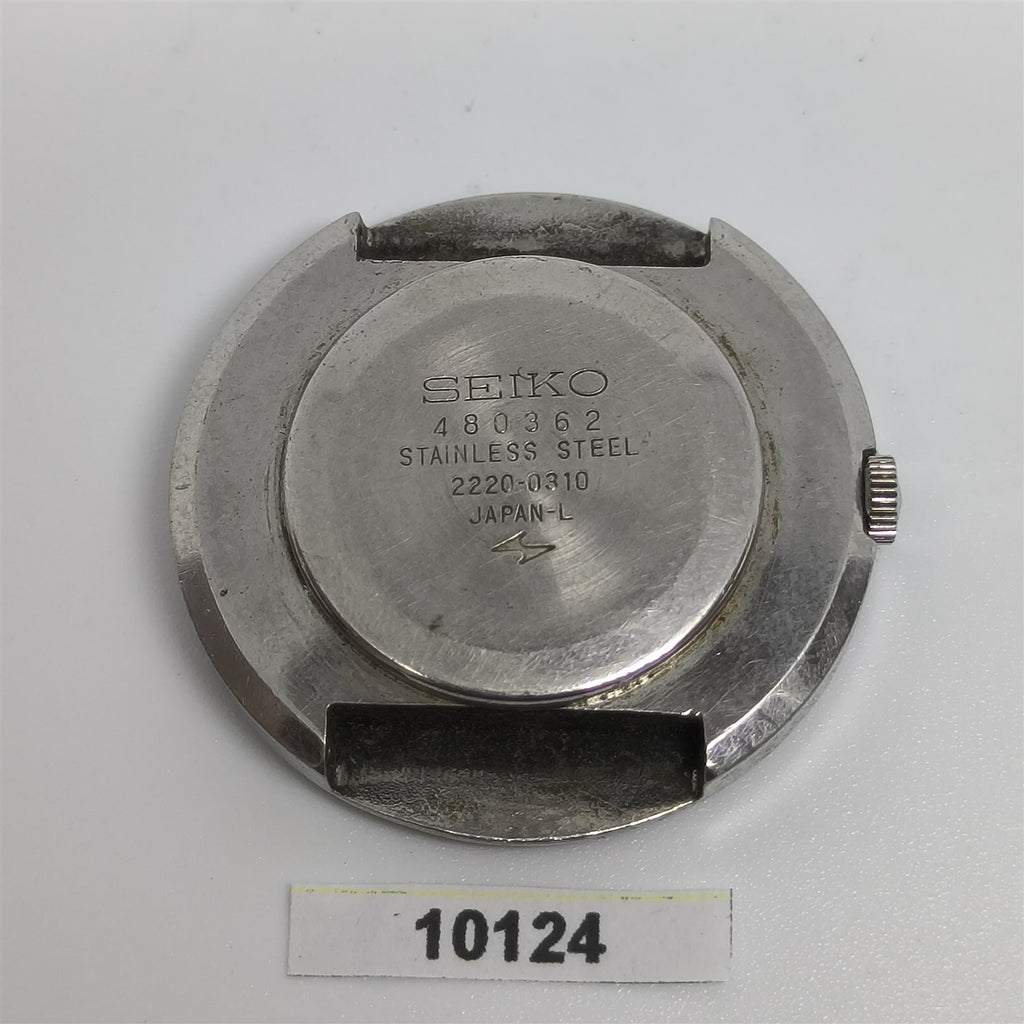 SEIKO
480362
STAINLESS STEEL
2220-0310
JAPAN-L
10124